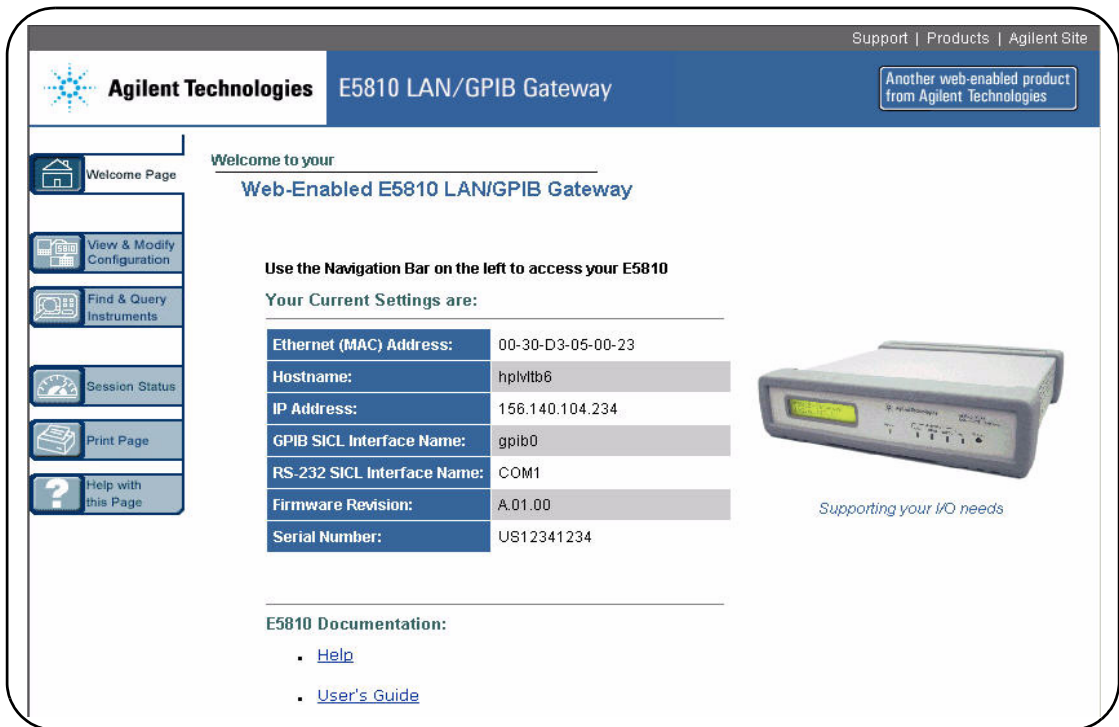 Support | Products | Agilent Site
Agilent Technologies
E5810 LAN/GPIB Gateway
Another web-enabled product
from Agilent Technologies
Welcome Page
View & Modify
Configuration
Find & Query
Instruments
Session Status
Print Page
Help with
this Page
Welcome to your
Web-Enabled E5810 LAN/GPIB Gateway
Use the Navigation Bar on the left to access your E5810
Your Current Settings are:
Ethernet (MAC) Address: 00-30-D3-05-00-23
Hostname: hplvltb6
IP Address: 156.140.104.234
GPIB SICL Interface Name: gpib0
RS-232 SICL Interface Name: COM1
Firmware Revision: A.01.00
Serial Number: US12341234
Supporting your I/O needs
E5810 Documentation:
Help
User's Guide